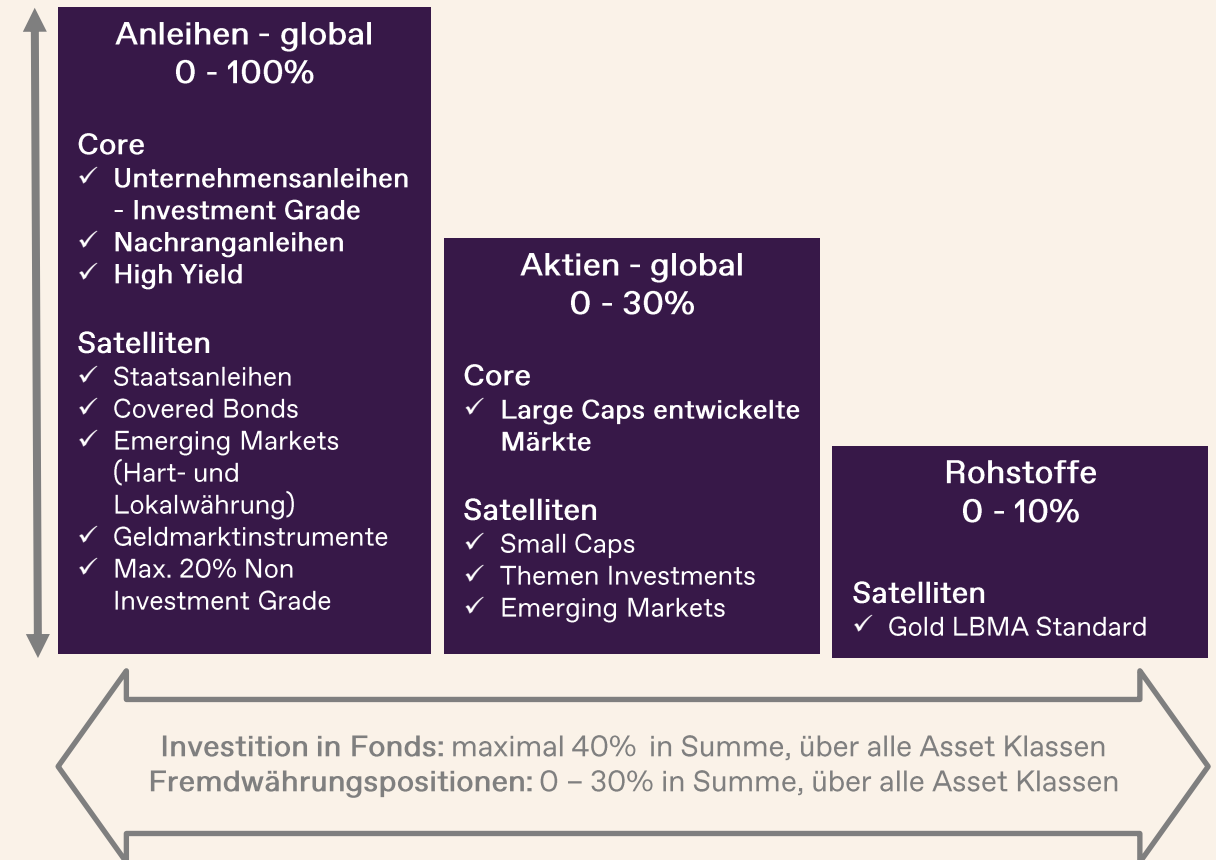 Anleihen - global
0 - 100%
Core
✓ Unternehmensanleihen
- Investment Grade
✓ Nachranganleihen
✓ High Yield
Satelliten
✓ Staatsanleihen
✓ Covered Bonds
✓ Emerging Markets
(Hart- und
Lokalwährung)
✓ Geldmarktinstrumente
✓ Max. 20% Non
Investment Grade
Aktien - global
0 - 30%
Core
✓ Large Caps entwickelte
Märkte
Satelliten
✓ Small Caps
✓ Themen Investments
✓ Emerging Markets
Rohstoffe
0 - 10%
Satelliten
✓ Gold LBMA Standard
Investition in Fonds: maximal 40% in Summe, über alle Asset Klassen
Fremdwährungspositionen: 0 – 30% in Summe, über alle Asset Klassen